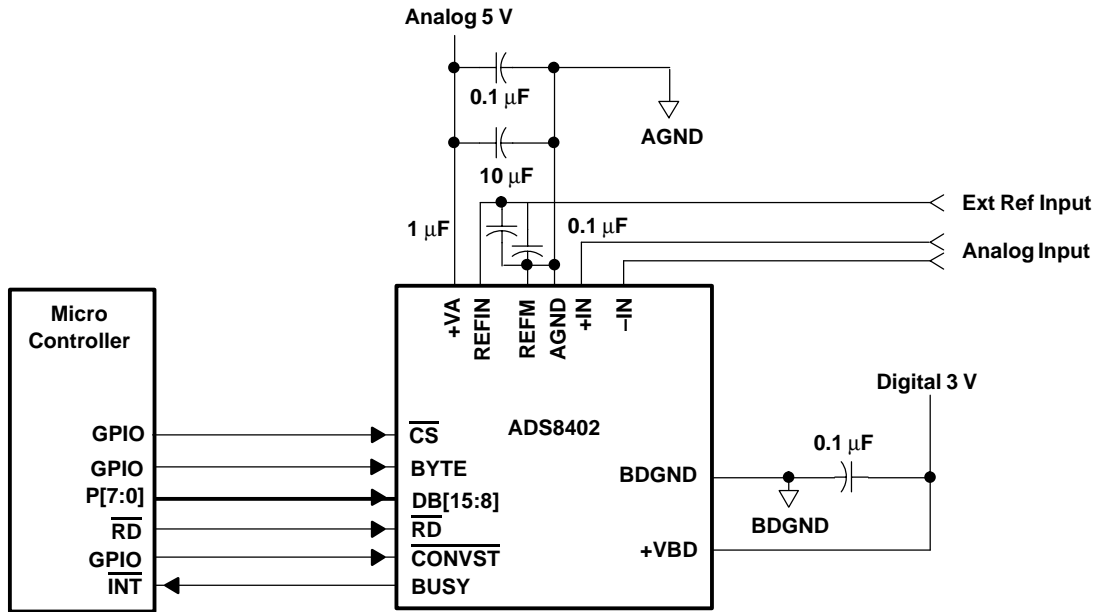 Analog 5 V
0.1 μF
AGND
10 μF
1 μF
0.1 μF
Ext Ref Input
Analog Input
Micro
Controller
+VA
REFIN
REFM
AGND
+IN
−IN
Digital 3 V
ADS8402
0.1 μF
GPIO
CS
GPIO
BYTE
BDGND
P[7:0]
DB[15:8]
BDGND
RD
RD
GPIO
CONVST
+VBD
INT
BUSY